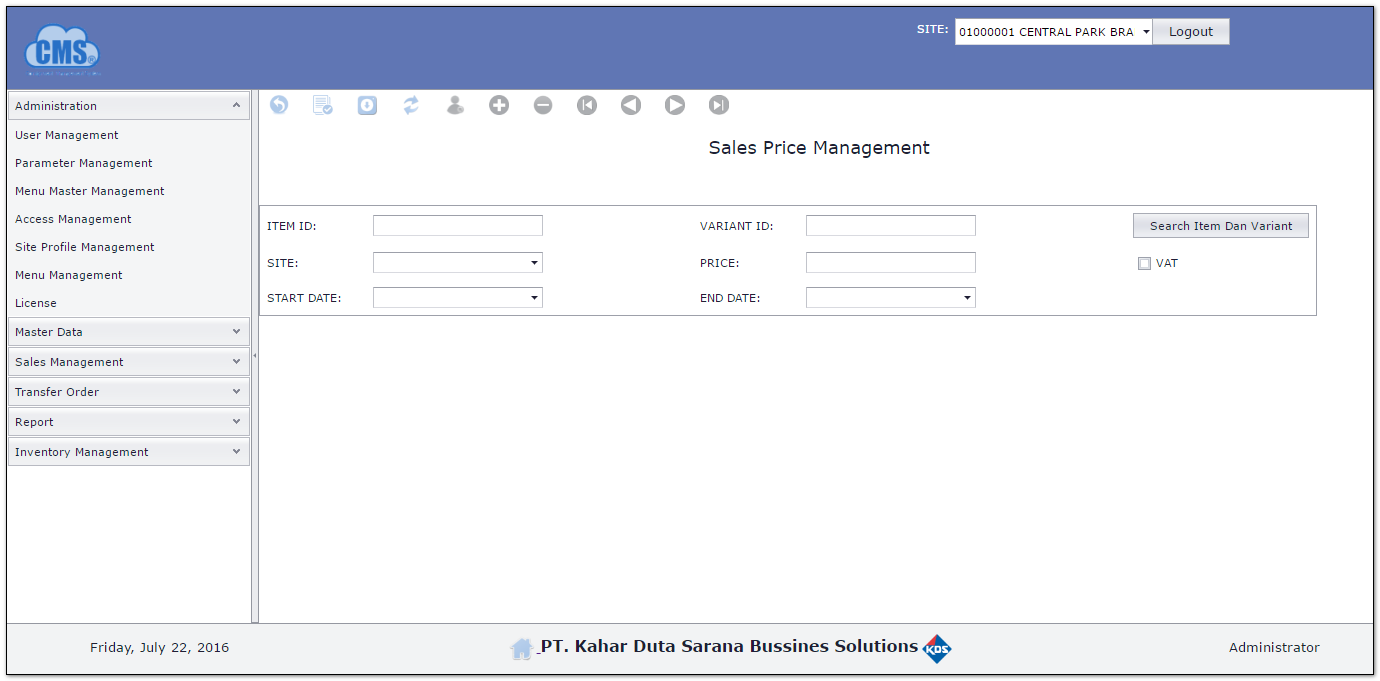 CMS®
SITE: 01000001 CENTRAL PARK BRA Logout
Administration
User Management
Parameter Management
Menu Master Management
Access Management
Site Profile Management
Menu Management
License
Master Data
Sales Management
Transfer Order
Report
Inventory Management
Sales Price Management
ITEM ID: VARIANT ID: Search Item Dan Variant
SITE: PRICE: VAT
START DATE: END DATE:
Friday, July 22, 2016 PT. Kahar Duta Sarana Bussines Solutions KDS Administrator